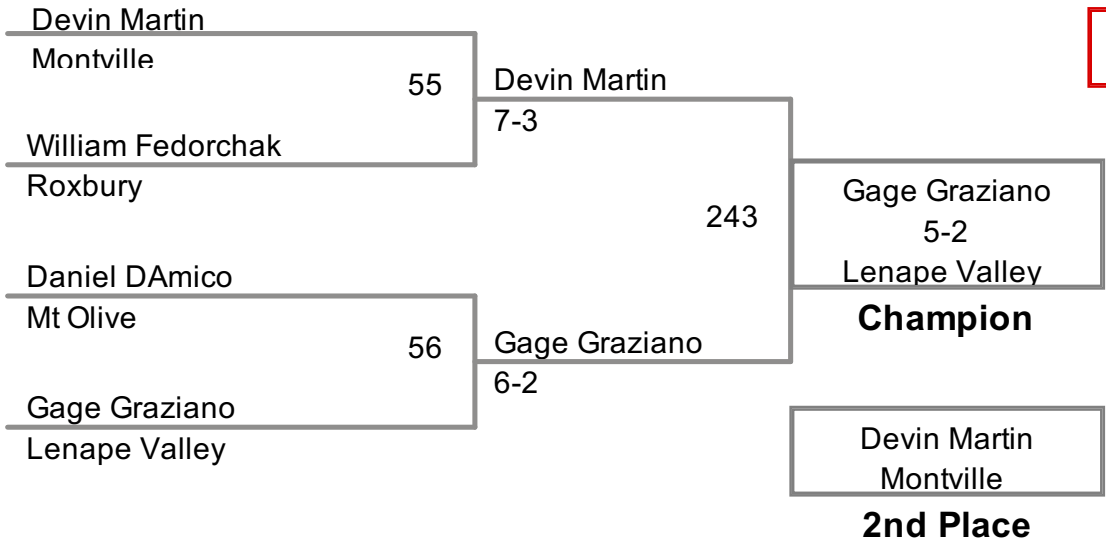 Devin Martin
Montville
55
Devin Martin
7-3
William Fedorchak
Roxbury
243
Gage Graziano
5-2
Lenape Valley
Champion
Daniel DAmico
Mt Olive
56
Gage Graziano
6-2
Gage Graziano
Lenape Valley
Devin Martin
Montville
2nd Place